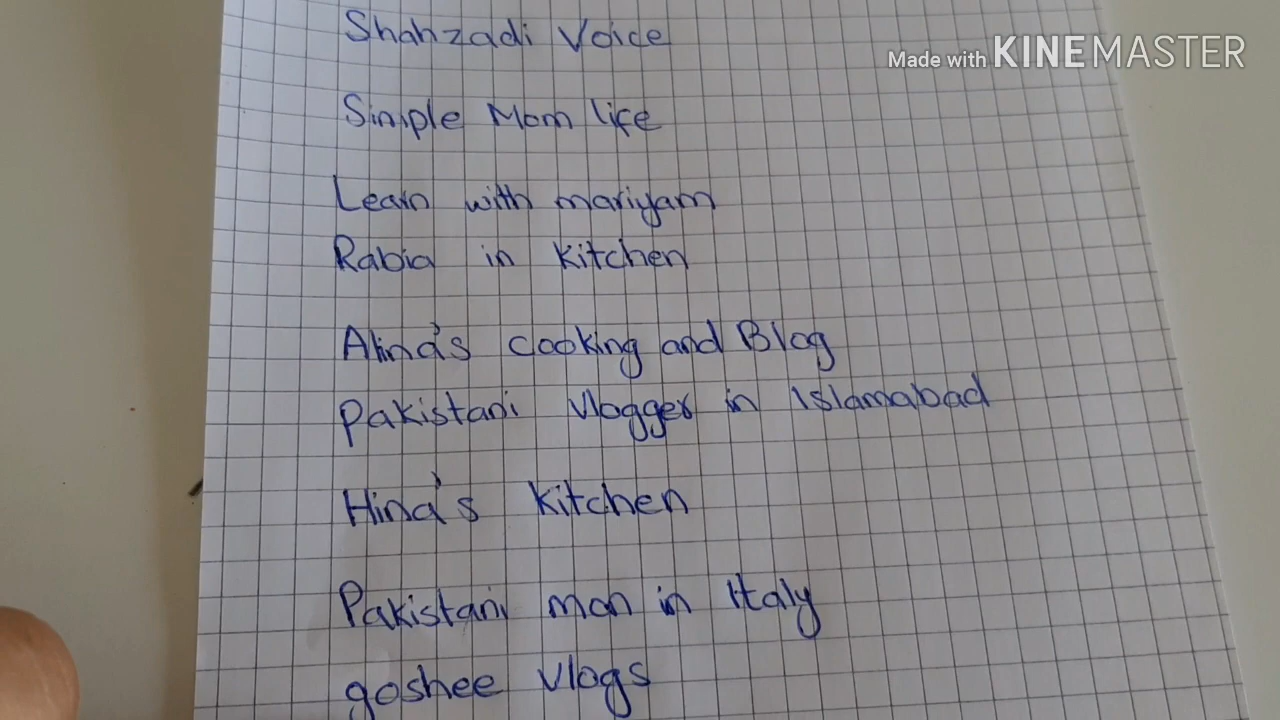 Shahzadi Voice
Made with KINEMASTER
Simple Mom life
Learn with mariyam
Rabia in Kitchen
Alina's cooking and Blog
Pakistani Vlogger in Islamabad
Hina's Kitchen
Pakistani mon in Italy
goshee Vlogs